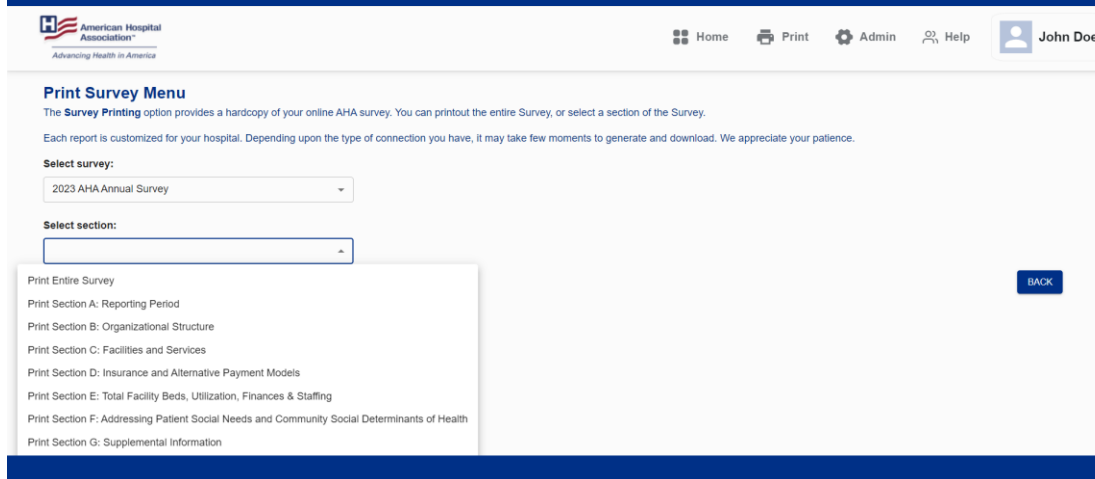 American Hospital
Association™
Advancing Health in America
Home Print Admin Help John Doe
Print Survey Menu
The Survey Printing option provides a hardcopy of your online AHA survey. You can printout the entire Survey, or select a section of the Survey.
Each report is customized for your hospital. Depending upon the type of connection you have, it may take few moments to generate and download. We appreciate your patience.
Select survey:
2023 AHA Annual Survey
Select section:
Print Entire Survey
BACK
Print Section A: Reporting Period
Print Section B: Organizational Structure
Print Section C: Facilities and Services
Print Section D: Insurance and Alternative Payment Models
Print Section E: Total Facility Beds, Utilization, Finances & Staffing
Print Section F: Addressing Patient Social Needs and Community Social Determinants of Health
Print Section G: Supplemental Information